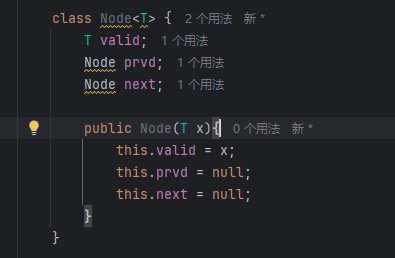 class Node<T> { 2 个用法 新 *
T valid; 1 个用法
Node prvd; 1 个用法
Node next; 1 个用法
public Node(T x){ 0 个用法 新 *
this.valid = x;
this.prvd = null;
this.next = null;
}
}